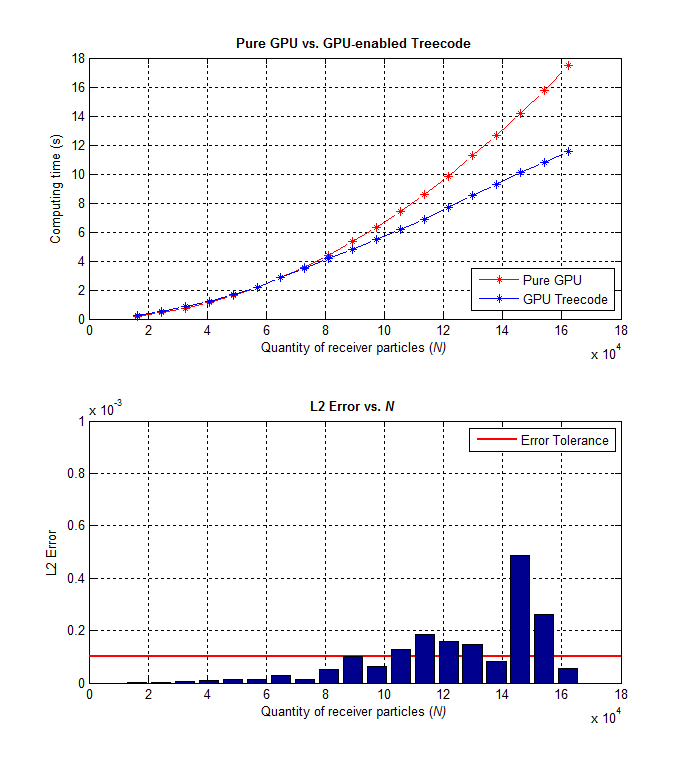 Pure GPU vs. GPU-enabled Treecode
18
16
14
12
10
8
6
4
2
0
Computing time (s)
Pure GPU
GPU Treecode
0 2 4 6 8 10 12 14 16 18
Quantity of receiver particles (N)
x 10^4
L2 Error vs. N
x 10^-3
1
0.8
0.6
0.4
0.2
0
L2 Error
Error Tolerance
0 2 4 6 8 10 12 14 16 18
Quantity of receiver particles (N)
x 10^4